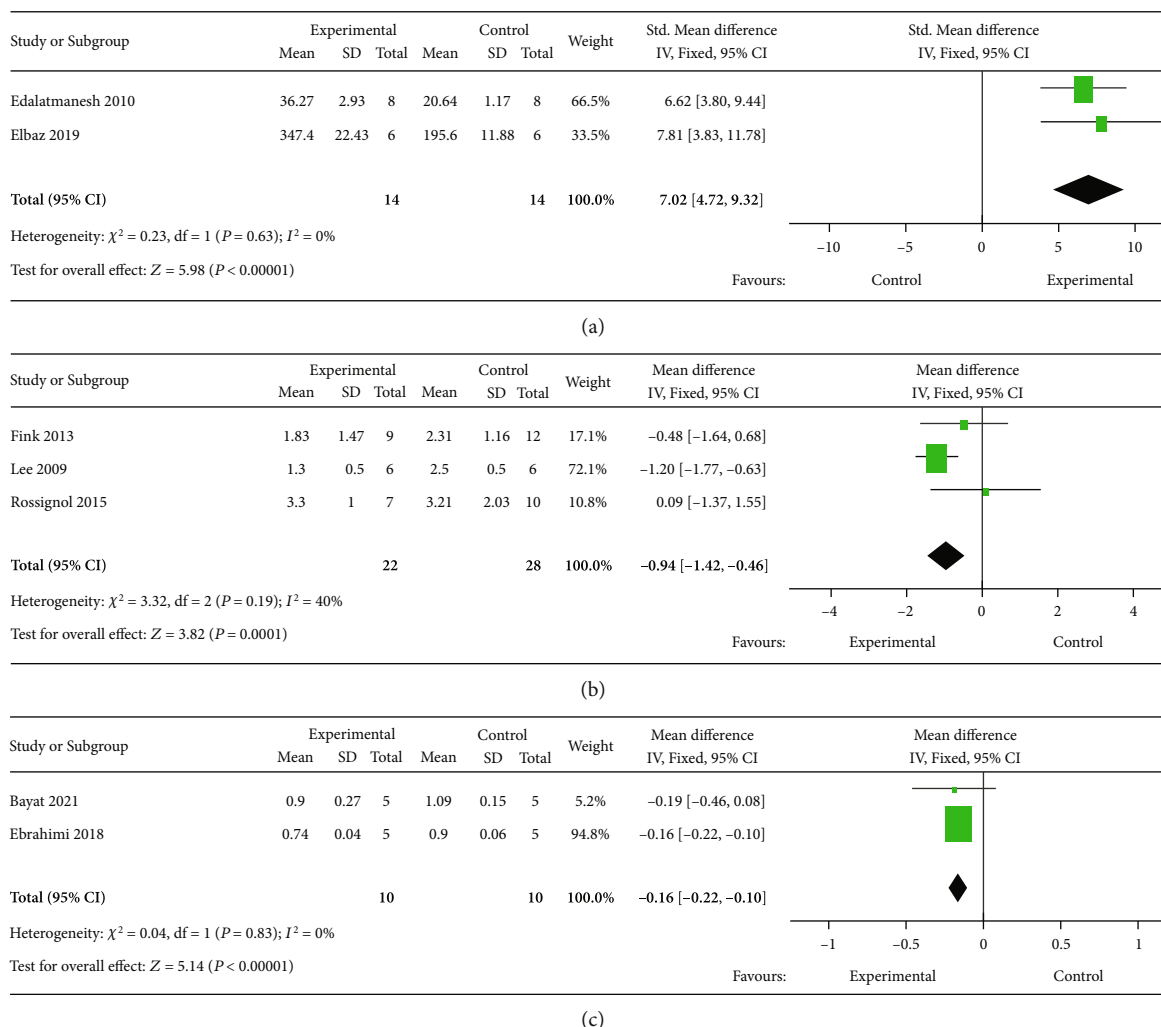 Study or Subgroup Experimental Control Weight Std. Mean difference Std. Mean difference
Mean SD Total Mean SD Total IV, Fixed, 95% CI IV, Fixed, 95% CI
Edalatmanesh 2010 36.27 2.93 8 20.64 1.17 8 66.5% 6.62 [3.80, 9.44]
Elbaz 2019 347.4 22.43 6 195.6 11.88 6 33.5% 7.81 [3.83, 11.78]
Total (95% CI) 14 14 100.0% 7.02 [4.72, 9.32]
Heterogeneity: χ² = 0.23, df = 1 (P = 0.63); I² = 0%
–10 –5 0 5 10
Test for overall effect: Z = 5.98 (P < 0.00001)
Favours: Control Experimental
(a)
Study or Subgroup Experimental Control Weight Mean difference Mean difference
Mean SD Total Mean SD Total IV, Fixed, 95% CI IV, Fixed, 95% CI
Fink 2013 1.83 1.47 9 2.31 1.16 12 17.1% –0.48 [–1.64, 0.68]
Lee 2009 1.3 0.5 6 2.5 0.5 6 72.1% –1.20 [–1.77, –0.63]
Rossignol 2015 3.3 1 7 3.21 2.03 10 10.8% 0.09 [–1.37, 1.55]
Total (95% CI) 22 28 100.0% –0.94 [–1.42, –0.46]
Heterogeneity: χ² = 3.32, df = 2 (P = 0.19); I² = 40%
–4 –2 0 2 4
Test for overall effect: Z = 3.82 (P = 0.0001)
Favours: Experimental Control
(b)
Study or Subgroup Experimental Control Weight Mean difference Mean difference
Mean SD Total Mean SD Total IV, Fixed, 95% CI IV, Fixed, 95% CI
Bayat 2021 0.9 0.27 5 1.09 0.15 5 5.2% –0.19 [–0.46, 0.08]
Ebrahimi 2018 0.74 0.04 5 0.9 0.06 5 94.8% –0.16 [–0.22, –0.10]
Total (95% CI) 10 10 100.0% –0.16 [–0.22, –0.10]
Heterogeneity: χ² = 0.04, df = 1 (P = 0.83); I² = 0%
–1 –0.5 0 0.5 1
Test for overall effect: Z = 5.14 (P < 0.00001)
Favours: Experimental Control
(c)